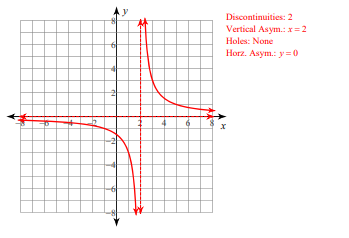 y
Discontinuities: 2
Vertical Asym.: x = 2
Holes: None
Horz. Asym.: y = 0
8
6
4
2
-8 -6 -4 -2 2 4 6 8 x
-2
-4
-6
-8